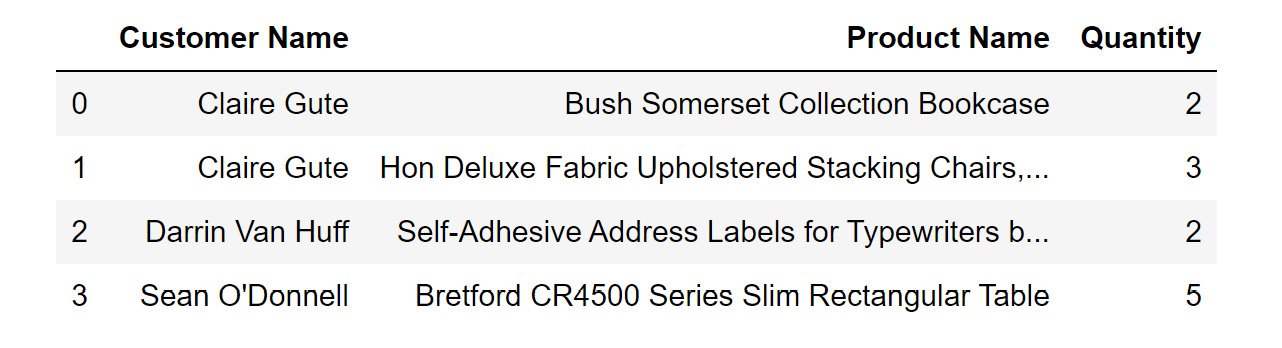 Customer Name Product Name Quantity
0 Claire Gute Bush Somerset Collection Bookcase 2
1 Claire Gute Hon Deluxe Fabric Upholstered Stacking Chairs,... 3
2 Darrin Van Huff Self-Adhesive Address Labels for Typewriters b... 2
3 Sean O'Donnell Bretford CR4500 Series Slim Rectangular Table 5